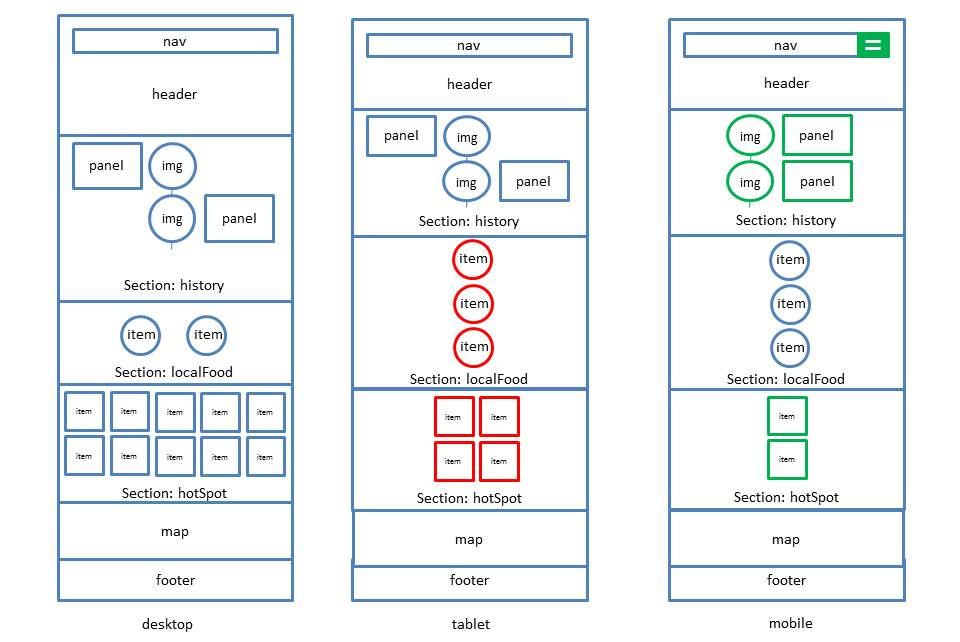 nav
header
panel
img
img
panel
Section: history
item item
Section: localFood
item item item item item
item item item item item
Section: hotSpot
map
footer
desktop
nav
header
panel
img
img
panel
Section: history
item
item
item
Section: localFood
item item
item item
Section: hotSpot
map
footer
tablet
nav
header
img
panel
img
panel
Section: history
item
item
item
Section: localFood
item
item
Section: hotSpot
map
footer
mobile